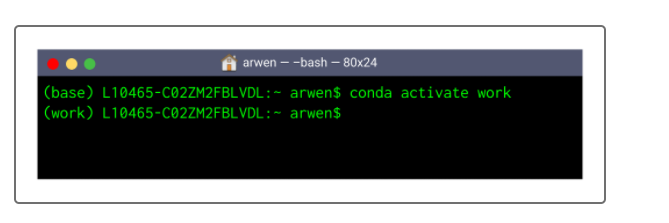 arwen — -bash — 80x24
(base) L10465-C02ZM2FBLVDL:~ arwen$ conda activate work
(work) L10465-C02ZM2FBLVDL:~ arwen$